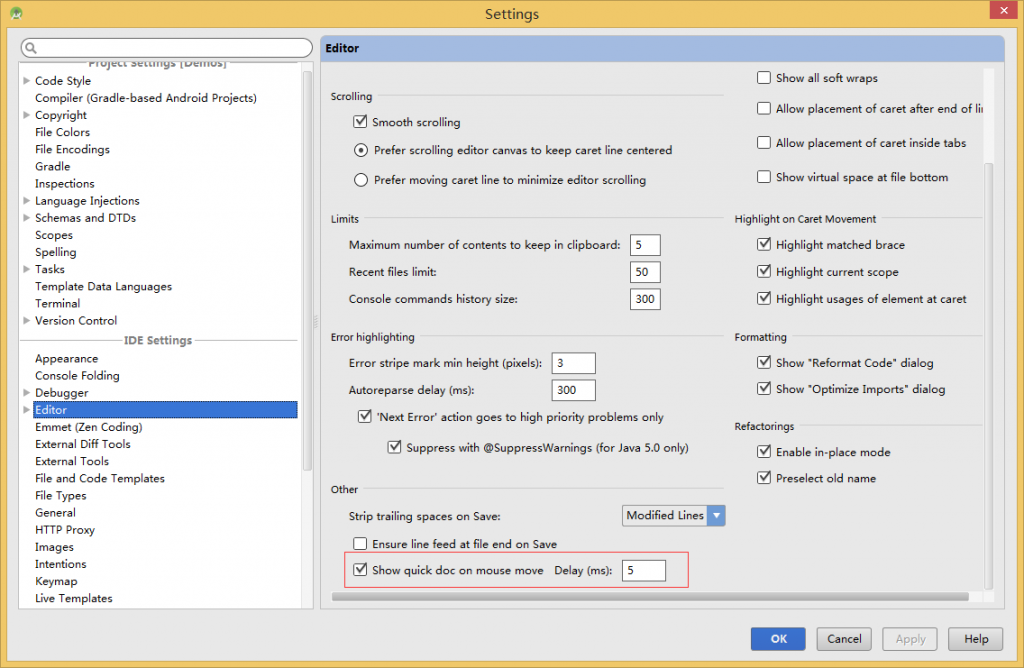 Settings
Project Settings [Demos]
Code Style
Compiler (Gradle-based Android Projects)
Copyright
File Colors
File Encodings
Gradle
Inspections
Language Injections
Schemas and DTDs
Scopes
Spelling
Tasks
Template Data Languages
Terminal
Version Control
IDE Settings
Appearance
Console Folding
Debugger
Editor
Emmet (Zen Coding)
External Diff Tools
External Tools
File and Code Templates
File Types
General
HTTP Proxy
Images
Intentions
Keymap
Live Templates
Editor
Scrolling
Smooth scrolling
Prefer scrolling editor canvas to keep caret line centered
Prefer moving caret line to minimize editor scrolling
Limits
Maximum number of contents to keep in clipboard: 5
Recent files limit: 50
Console commands history size: 300
Error highlighting
Error stripe mark min height (pixels): 3
Autoreparse delay (ms): 300
'Next Error' action goes to high priority problems only
Suppress with @SuppressWarnings (for Java 5.0 only)
Other
Strip trailing spaces on Save: Modified Lines
Ensure line feed at file end on Save
Show quick doc on mouse move Delay (ms): 5
Show all soft wraps
Allow placement of caret after end of li
Allow placement of caret inside tabs
Show virtual space at file bottom
Highlight on Caret Movement
Highlight matched brace
Highlight current scope
Highlight usages of element at caret
Formatting
Show "Reformat Code" dialog
Show "Optimize Imports" dialog
Refactorings
Enable in-place mode
Preselect old name
OK Cancel Apply Help